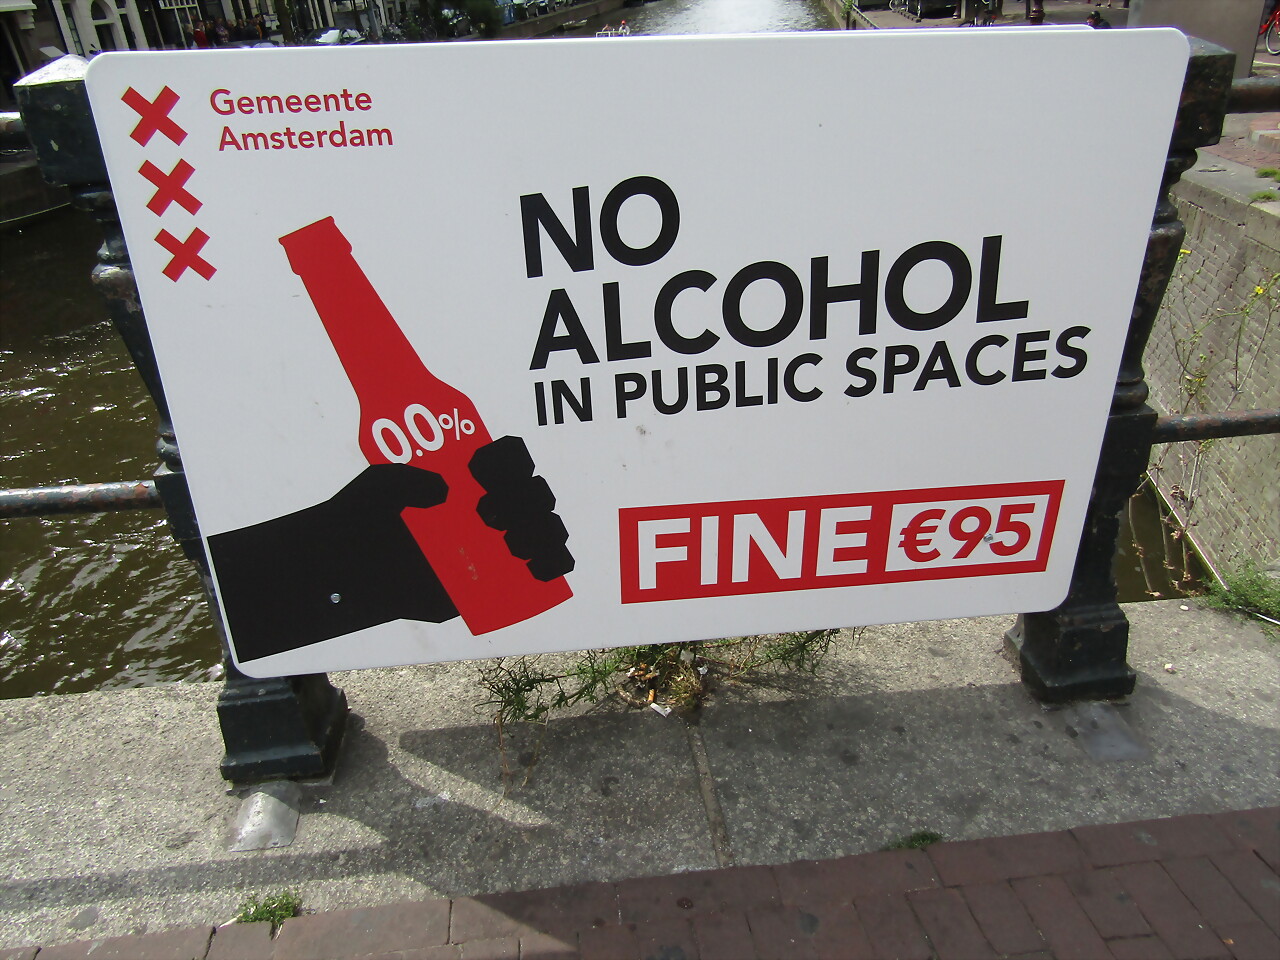 Gemeente
Amsterdam
NO
ALCOHOL
IN PUBLIC SPACES
0.0%
FINE €95